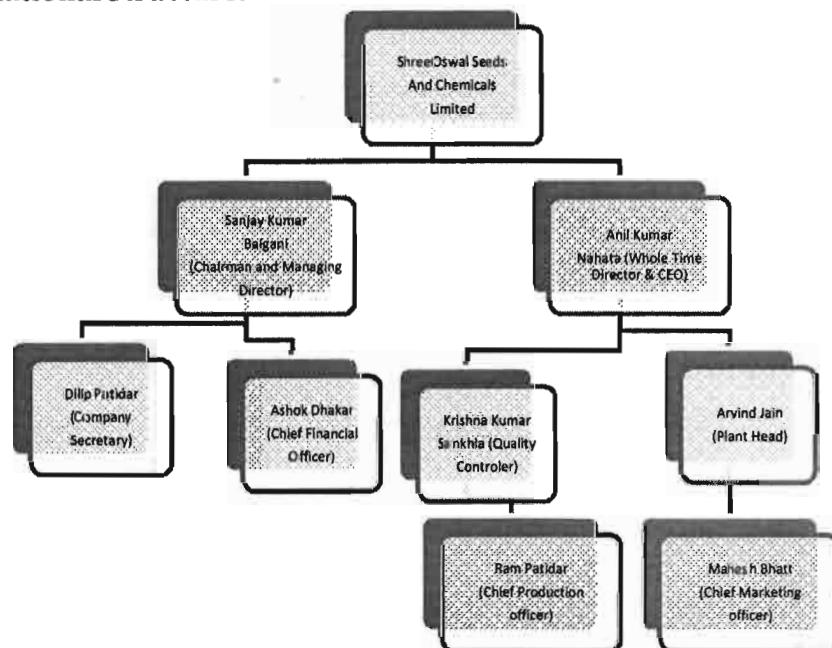 ShreeOswal Seeds
And Chemicals
Limited
Sanjay Kumar
Baigani
(Chairman and Managing
Director)
Anil Kumar
Nahata (Whole Time
Director & CEO)
Dilip Patidar
(Company
Secretary)
Ashok Dhakar
(Chief Financial
Officer)
Krishna Kumar
Sankhla (Quality
Controler)
Arvind Jain
(Plant Head)
Ram Patidar
(Chief Production
officer)
Mahesh Bhatt
(Chief Marketing
officer)